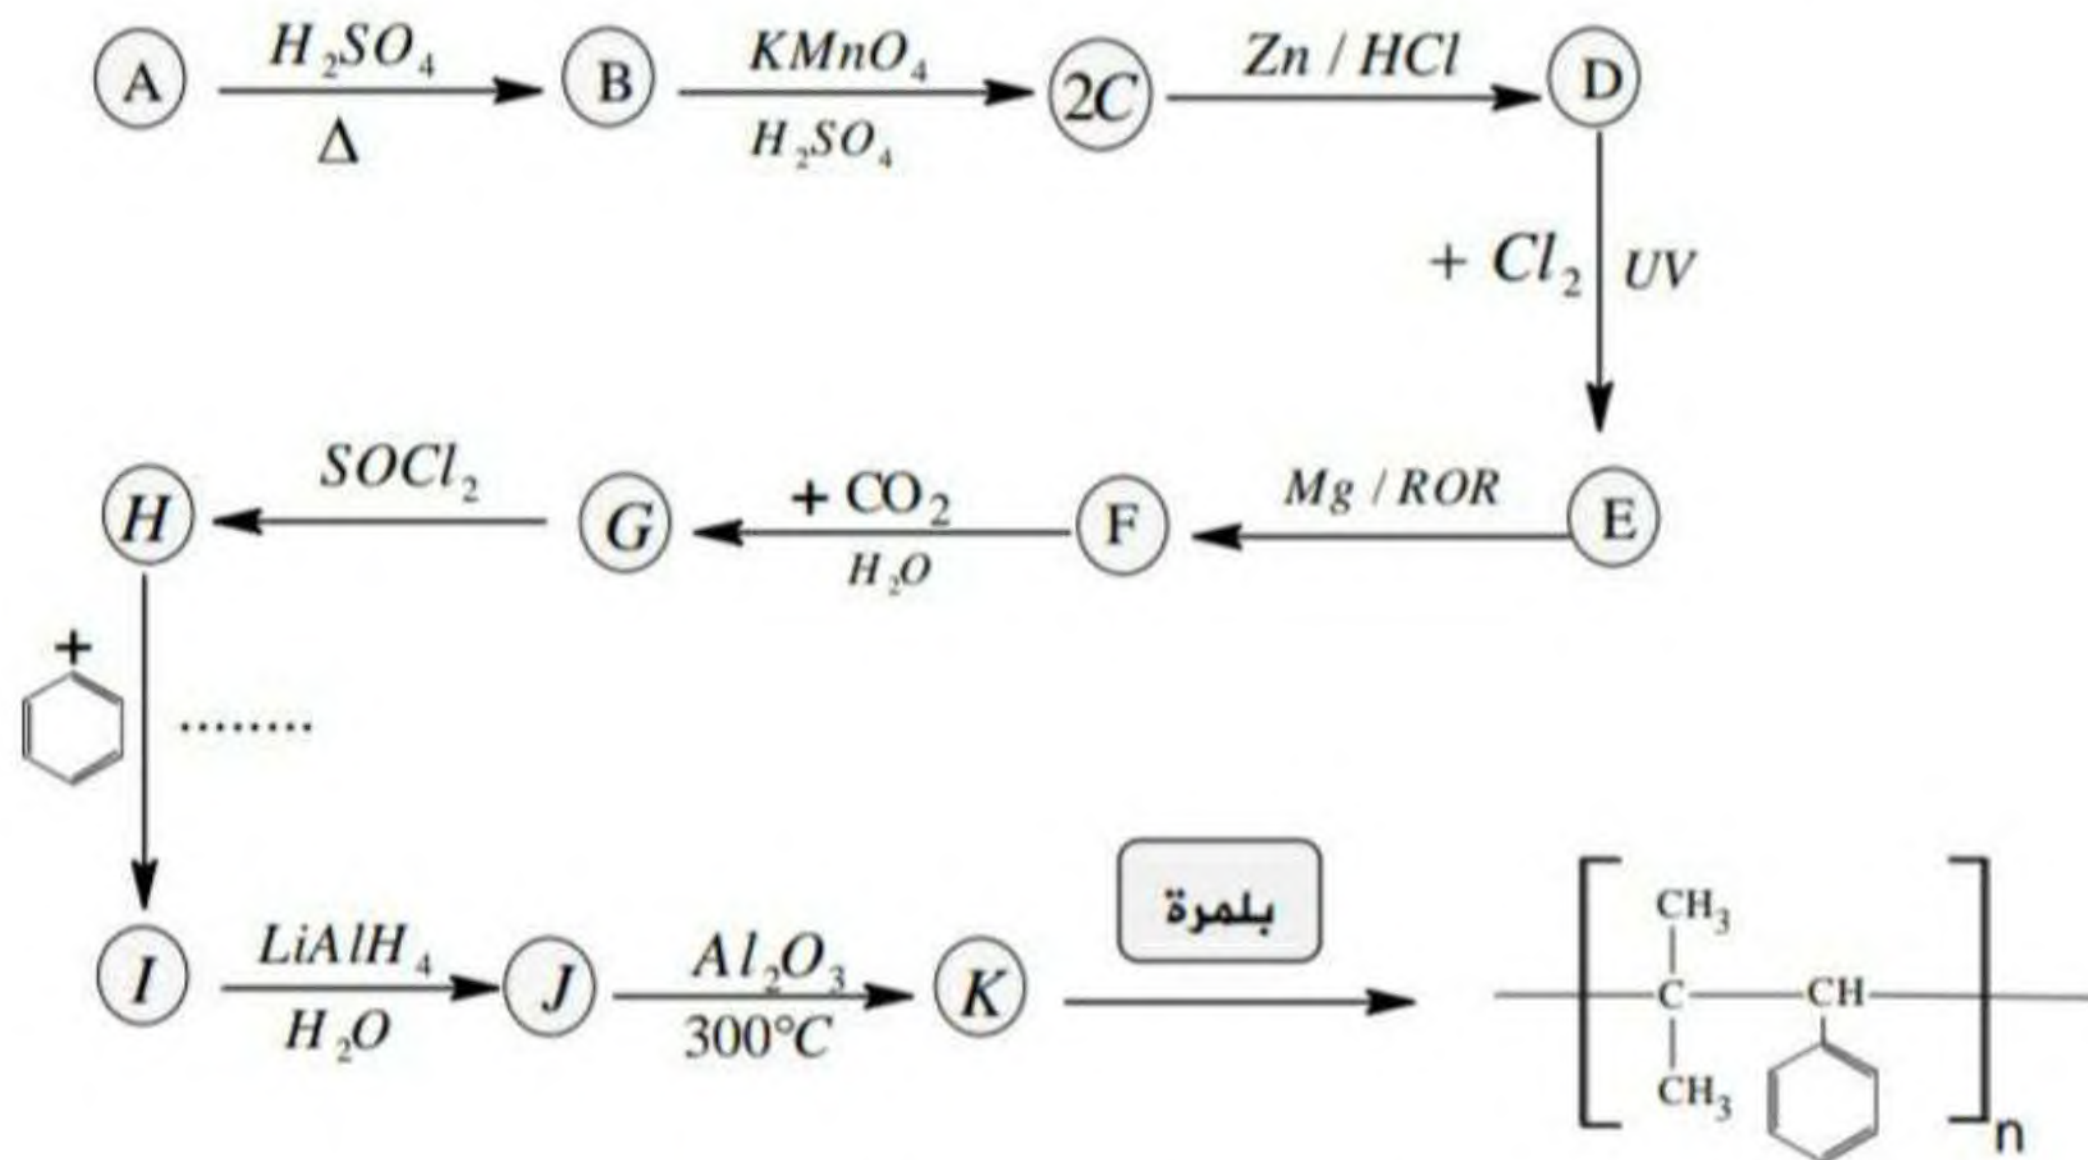 A H₂SO₄ Δ B KMnO₄ H₂SO₄ 2C Zn / HCl D
+ Cl₂ UV
H SOCl₂ G + CO₂ H₂O F Mg / ROR E
+ ........
I LiAlH₄ H₂O J Al₂O₃ 300°C K بلمرة CH₃ C CH CH₃ n